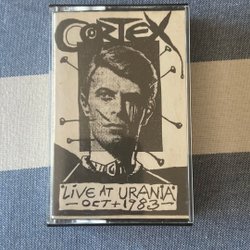 CORTEX
"LIVE AT URANIA"
— OCT + 1983 —